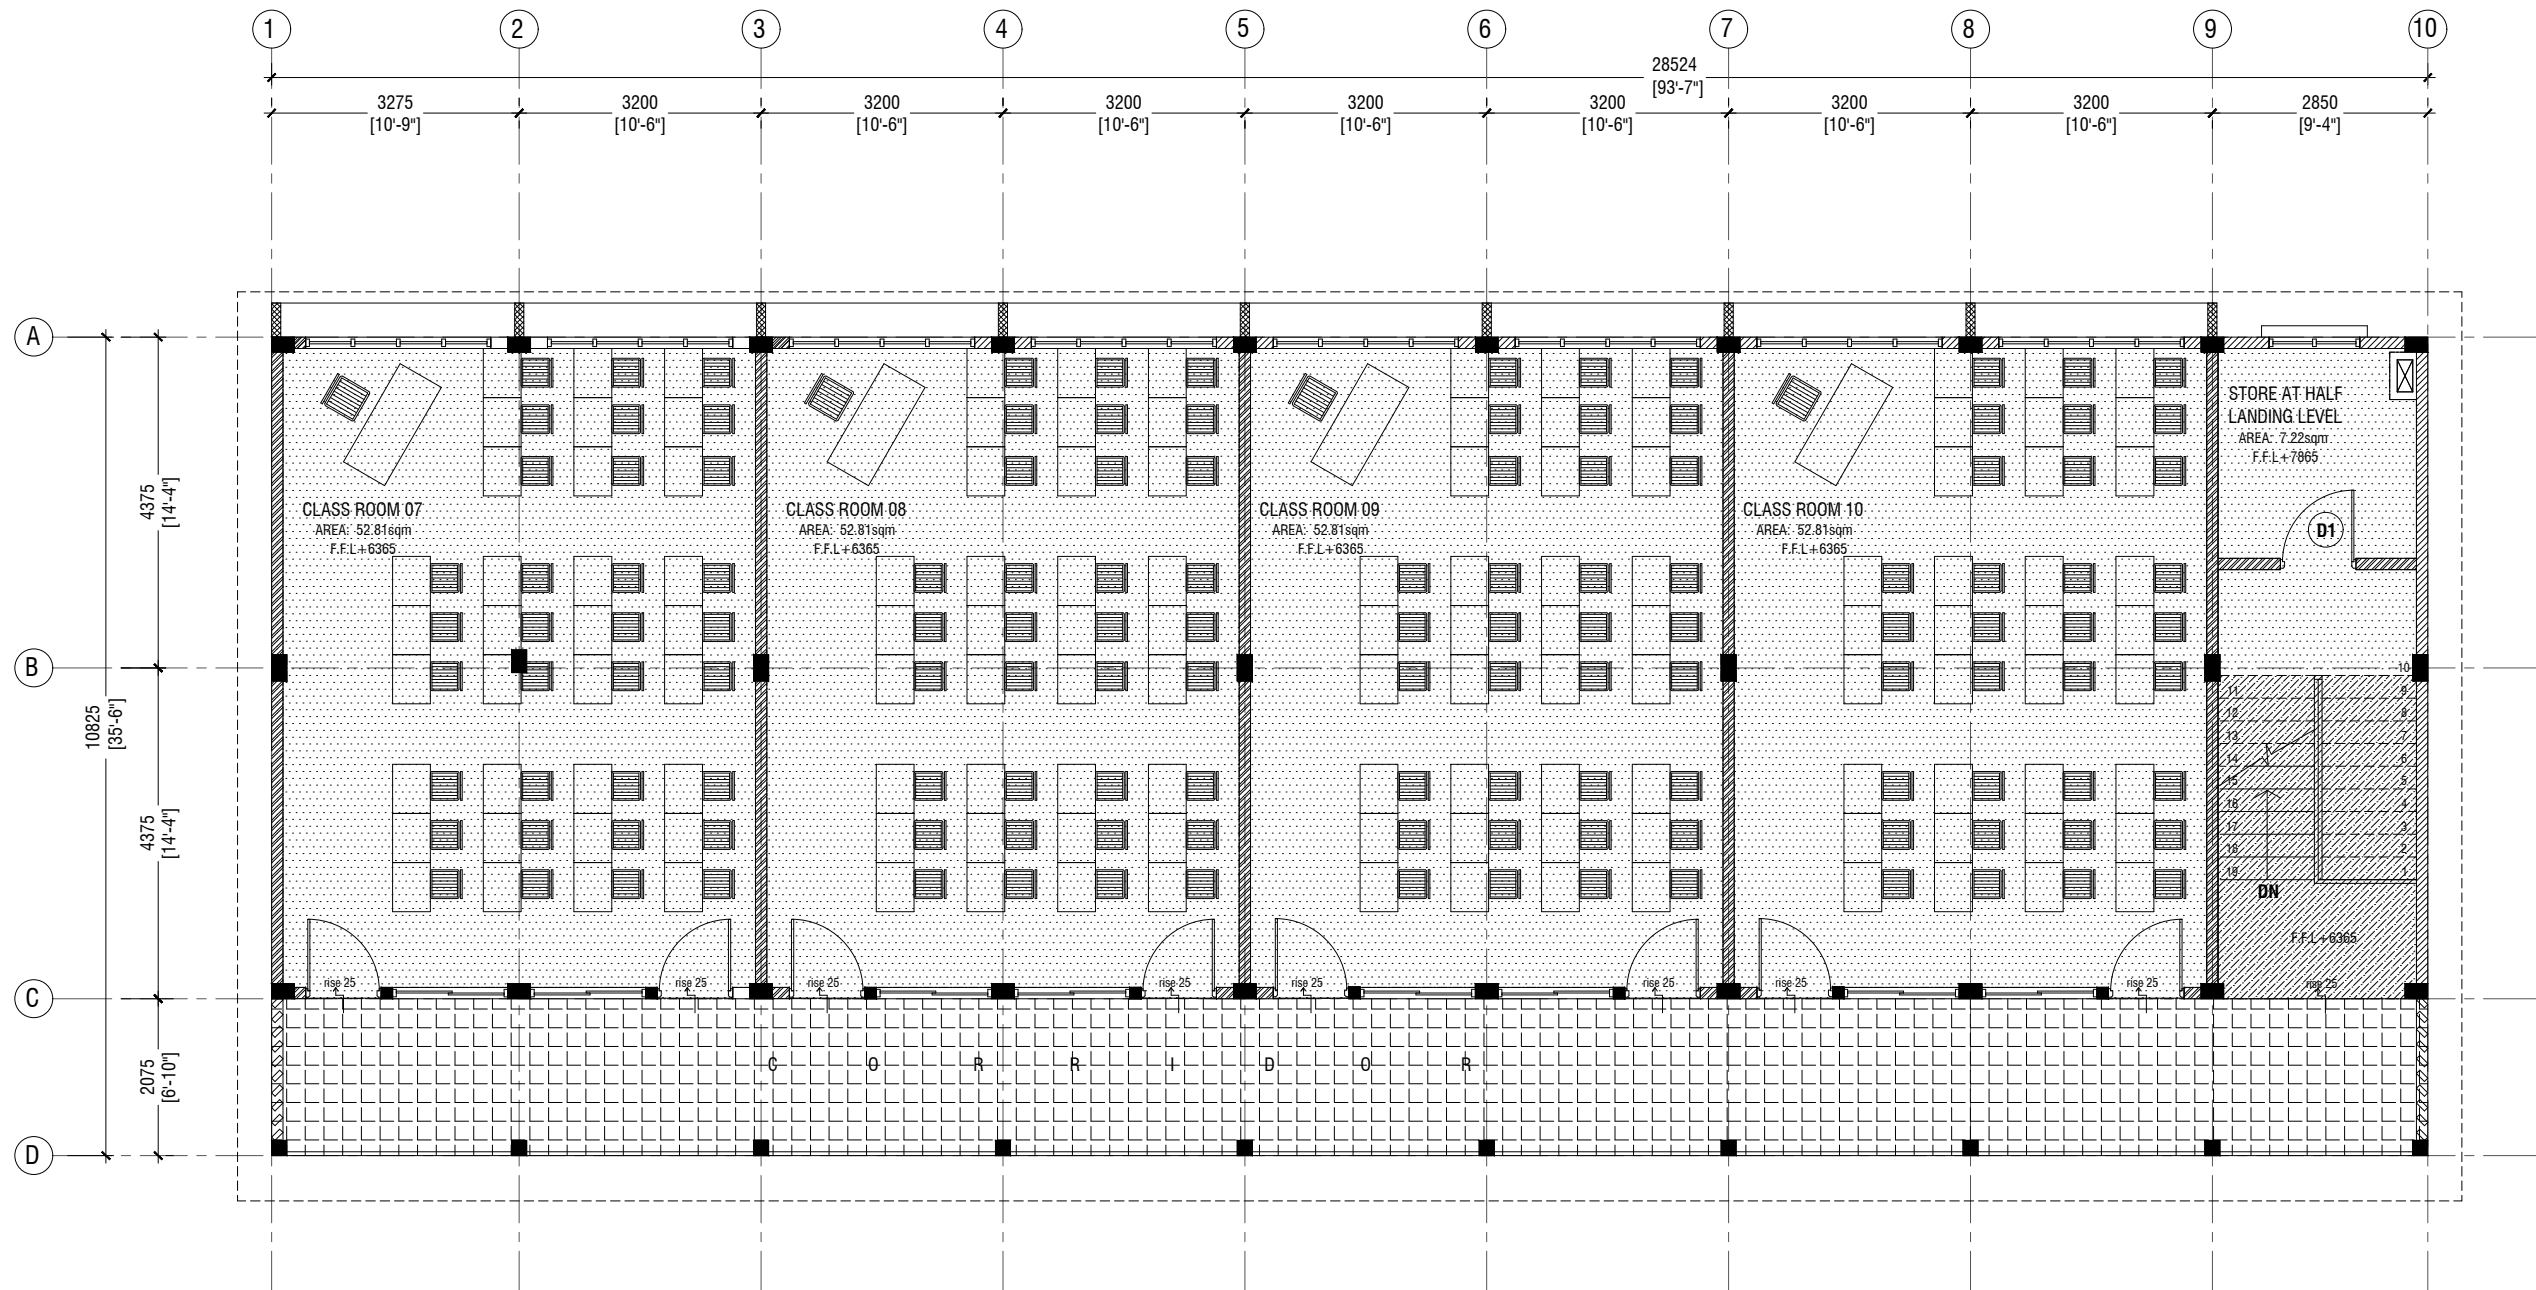 1 2 3 4 5 6 7 8 9 10
28524
[93'-7"]
3275 3200 3200 3200 3200 3200 3200 3200 2850
[10'-9"] [10'-6"] [10'-6"] [10'-6"] [10'-6"] [10'-6"] [10'-6"] [10'-6"] [9'-4"]
A
B
C
D
4375
[14'-4"]
10825
[35'-6"]
4375
[14'-4"]
2075
[6'-10"]
CLASS ROOM 07
AREA: 52.81sqm
F.F.L+6365
CLASS ROOM 08
AREA: 52.81sqm
F.F.L+6365
CLASS ROOM 09
AREA: 52.81sqm
F.F.L+6365
CLASS ROOM 10
AREA: 52.81sqm
F.F.L+6365
STORE AT HALF
LANDING LEVEL
AREA: 7.22sqm
F.F.L+7865
D1
10
11 9
12 8
13 7
14 6
15 5
16 4
17 3
18 2
19 1
DN
F.F.L+6365
rise 25 rise 25 rise 25 rise 25 rise 25 rise 25 rise 25 rise 25 rise 25
C O R R I D O R